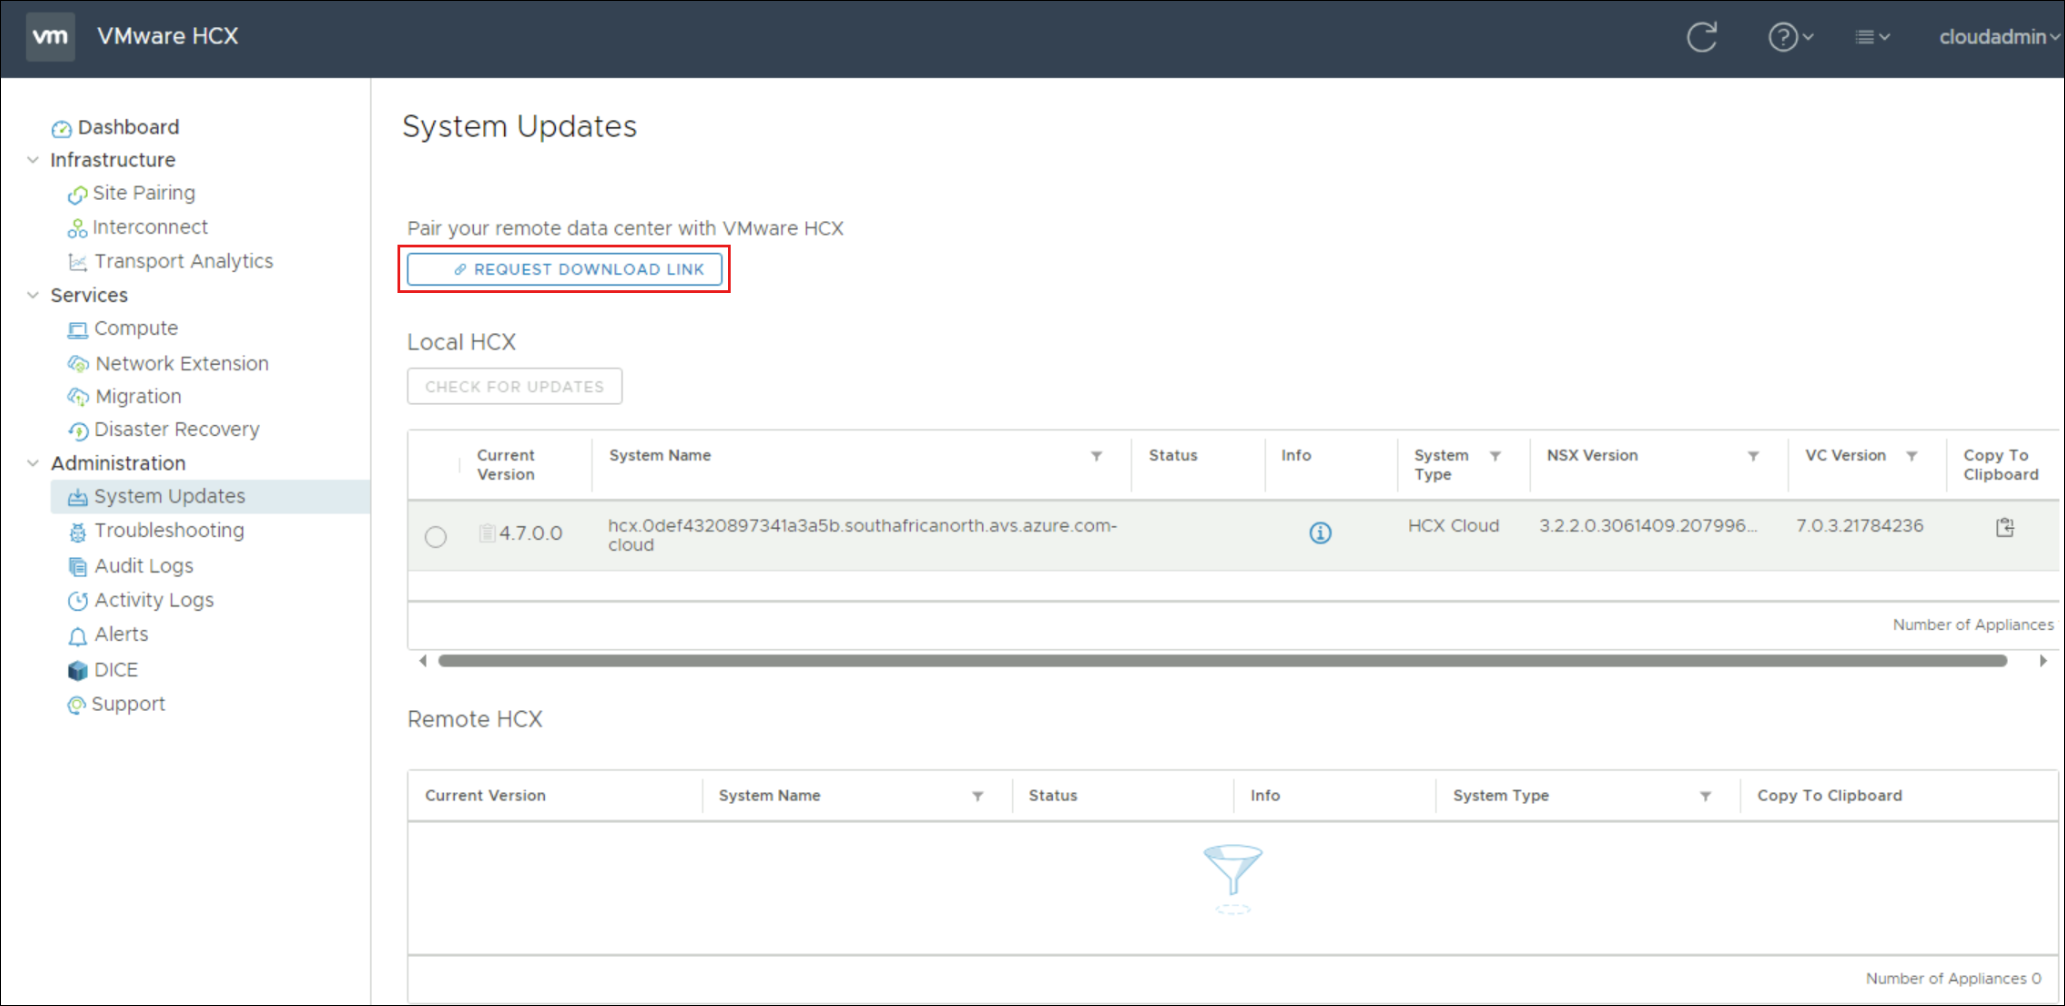 vm VMware HCX cloudadmin
Dashboard
Infrastructure
Site Pairing
Interconnect
Transport Analytics
Services
Compute
Network Extension
Migration
Disaster Recovery
Administration
System Updates
Troubleshooting
Audit Logs
Activity Logs
Alerts
DICE
Support
System Updates
Pair your remote data center with VMware HCX
REQUEST DOWNLOAD LINK
Local HCX
CHECK FOR UPDATES
Current Version System Name Status Info System Type NSX Version VC Version Copy To Clipboard
4.7.0.0 hcx.0def4320897341a3a5b.southafricanorth.avs.azure.com- HCX Cloud 3.2.2.0.3061409.207996... 7.0.3.21784236
cloud
Number of Appliances
Remote HCX
Current Version System Name Status Info System Type Copy To Clipboard
Number of Appliances 0